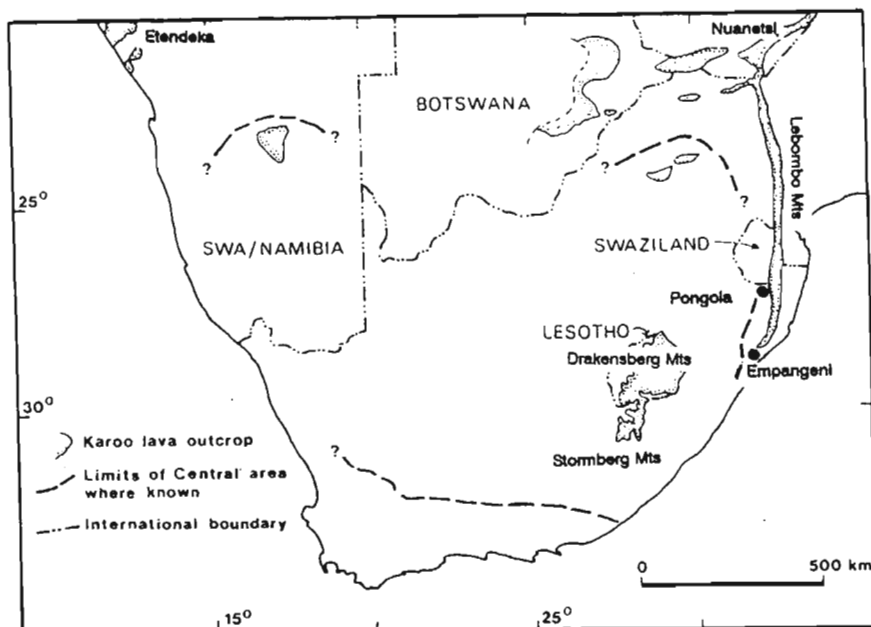 Etendeka
Nuanetsi
BOTSWANA
Lebombo Mts
?
?
?
?
25°
SWA/NAMIBIA
SWAZILAND
Pongola
LESOTHO
Drakensberg Mts
Empangeni
30°
Karoo lava outcrop
?
Stormberg Mts
Limits of Central area
where known
International boundary
0 500 km
15° 25°